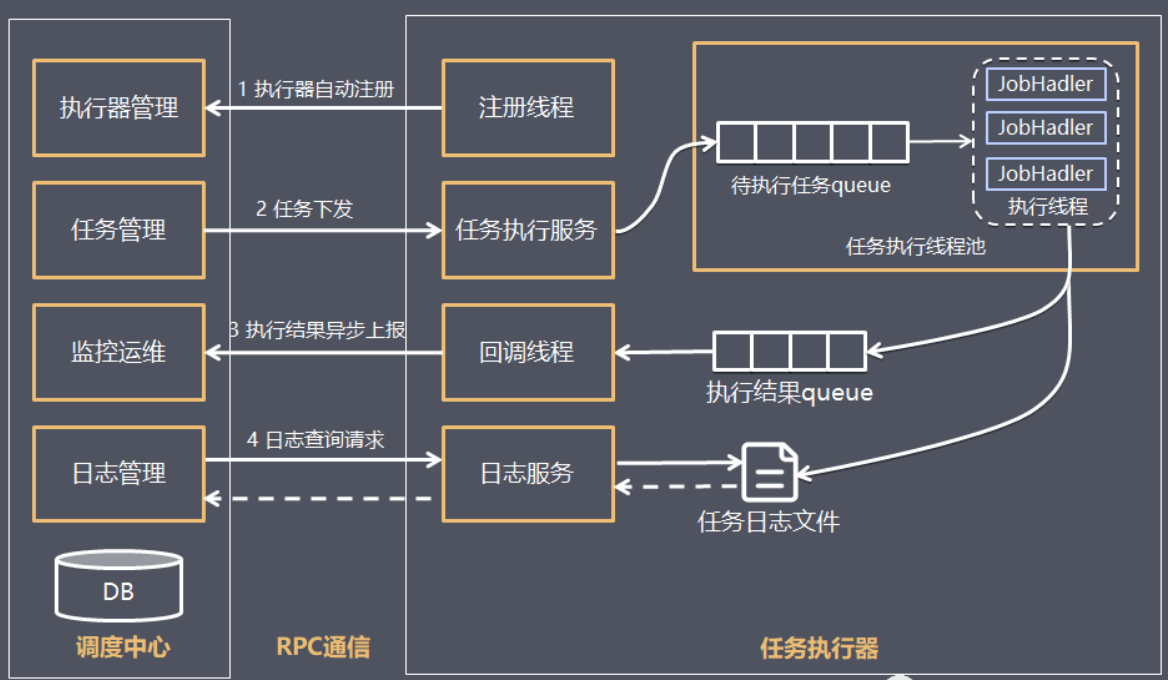 执行器管理
1 执行器自动注册
注册线程
JobHadler
JobHadler
JobHadler
执行线程
待执行任务queue
任务执行线程池
任务管理
2 任务下发
任务执行服务
监控运维
3 执行结果异步上报
回调线程
执行结果queue
日志管理
4 日志查询请求
日志服务
任务日志文件
DB
调度中心
RPC通信
任务执行器